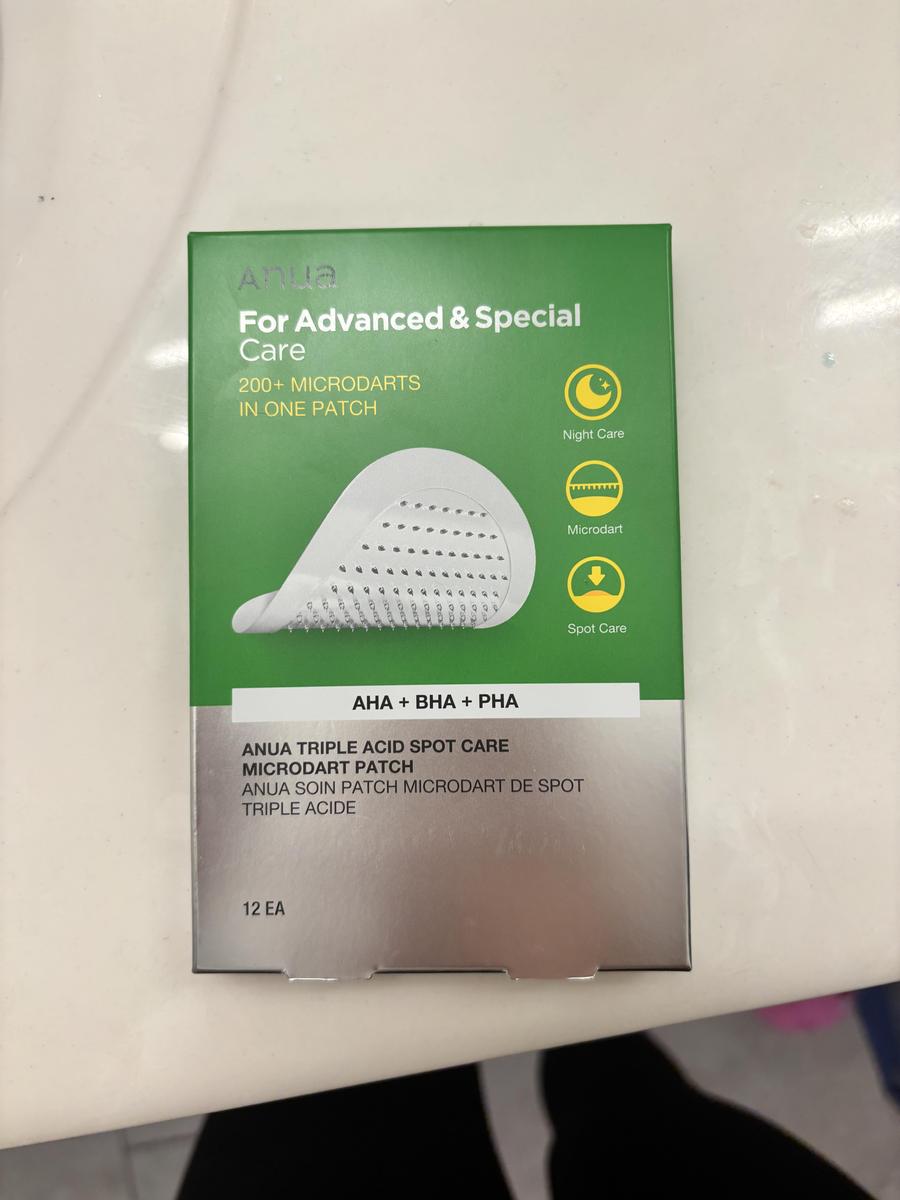 Anua
For Advanced & Special
Care
200+ MICRODARTS
IN ONE PATCH
Night Care
Microdart
Spot Care
AHA + BHA + PHA
ANUA TRIPLE ACID SPOT CARE
MICRODART PATCH
ANUA SOIN PATCH MICRODART DE SPOT
TRIPLE ACIDE
12 EA